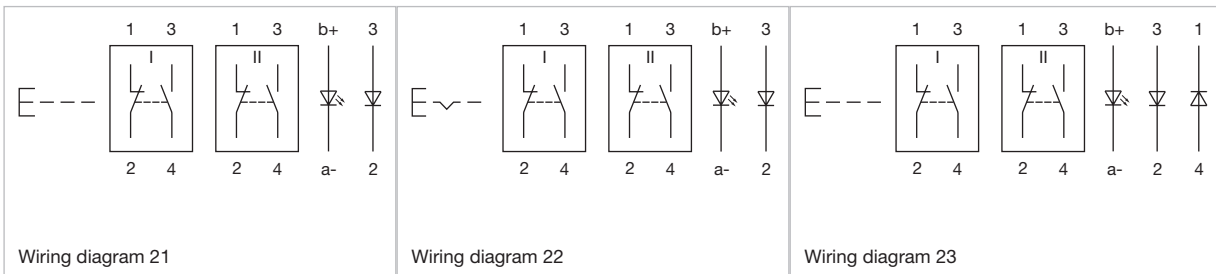 1 3 1 3 b+ 3
I II
2 4 2 4 a- 2
Wiring diagram 21
1 3 1 3 b+ 3
I II
2 4 2 4 a- 2
Wiring diagram 22
1 3 1 3 b+ 3 1
I II
2 4 2 4 a- 2 4
Wiring diagram 23